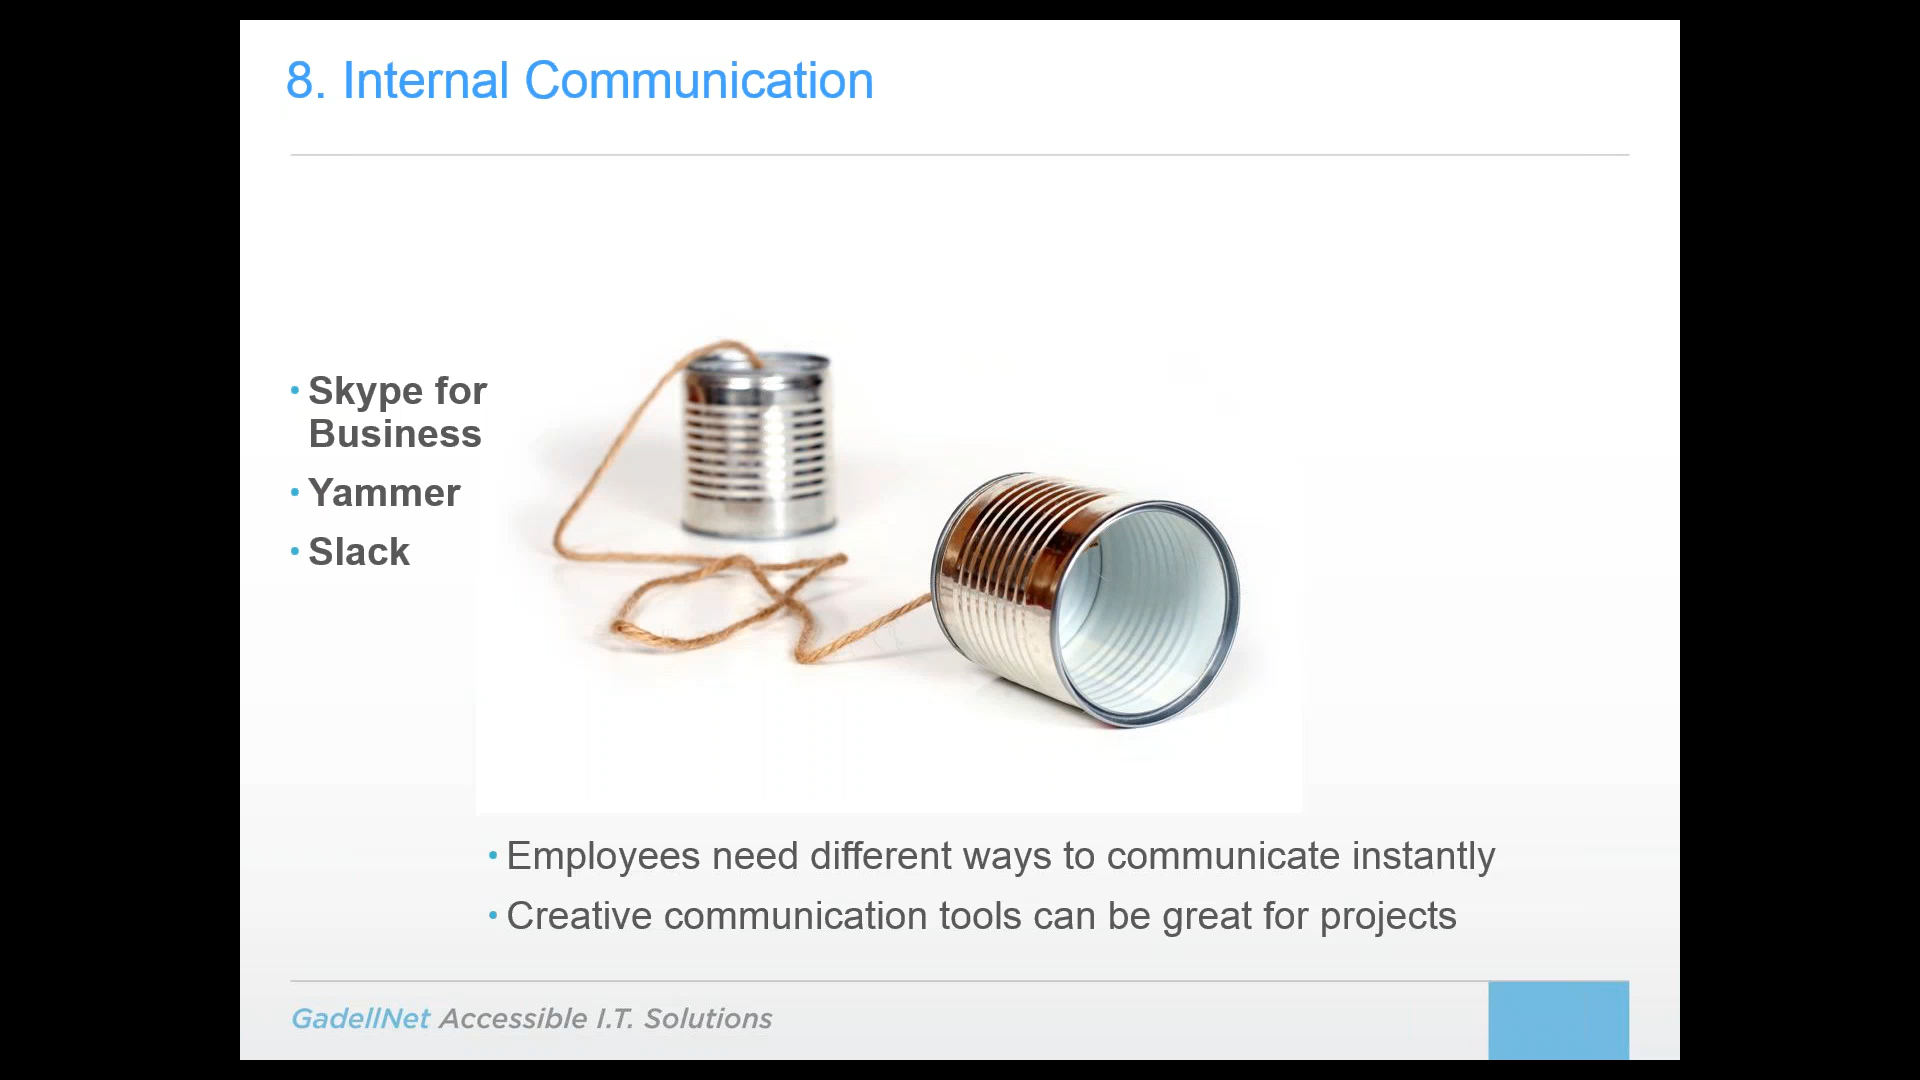 8. Internal Communication
• Skype for
Business
• Yammer
• Slack
• Employees need different ways to communicate instantly
• Creative communication tools can be great for projects
GadellNet Accessible I.T. Solutions